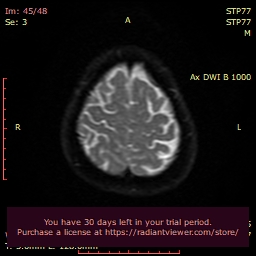 Im: 45/48
STP77
Se: 3
A
STP77
M
Ax DWI B 1000
R
L
You have 30 days left in your trial period.
Purchase a license at https://radiantviewer.com/store/